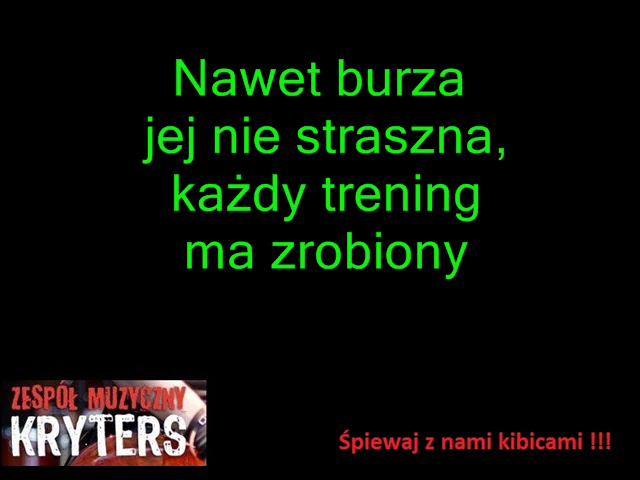 Nawet burza
jej nie straszna,
każdy trening
ma zrobiony
ZESPÓŁ MUZYCZNY
KRYTERS
Śpiewaj z nami kibicami !!!